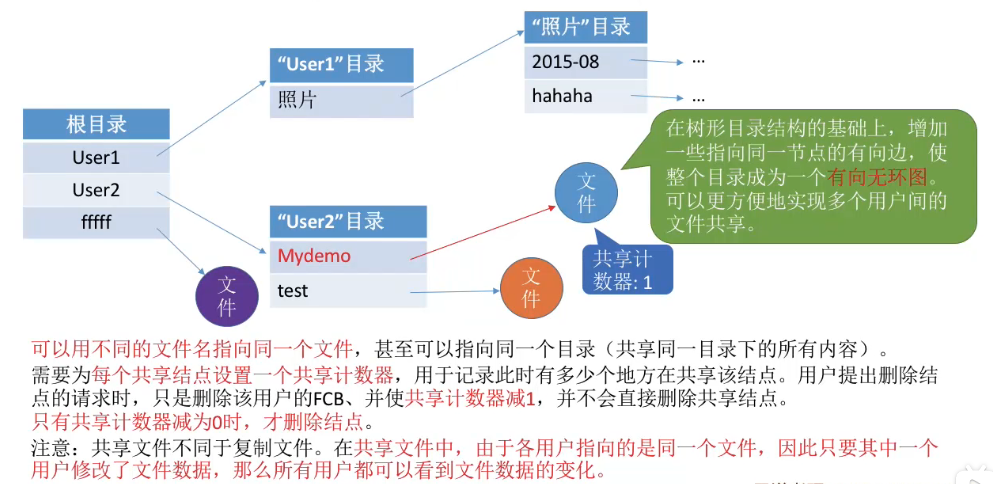 “照片”目录
2015-08
...
hahaha
...
“User1”目录
照片
根目录
User1
User2
fffff
在树形目录结构的基础上，增加
一些指向同一节点的有向边，使
整个目录成为一个有向无环图。
可以更方便地实现多个用户间的
文件共享。
文
件
“User2”目录
Mydemo
test
共享计
数器: 1
文
件
文
件
可以用不同的文件名指向同一个文件，甚至可以指向同一个目录（共享同一目录下的所有内容）。
需要为每个共享结点设置一个共享计数器，用于记录此时有多少个地方在共享该结点。用户提出删除结
点的请求时，只是删除该用户的FCB、并使共享计数器减1，并不会直接删除共享结点。
只有共享计数器减为0时，才删除结点。
注意：共享文件不同于复制文件。在共享文件中，由于各用户指向的是同一个文件，因此只要其中一个
用户修改了文件数据，那么所有用户都可以看到文件数据的变化。